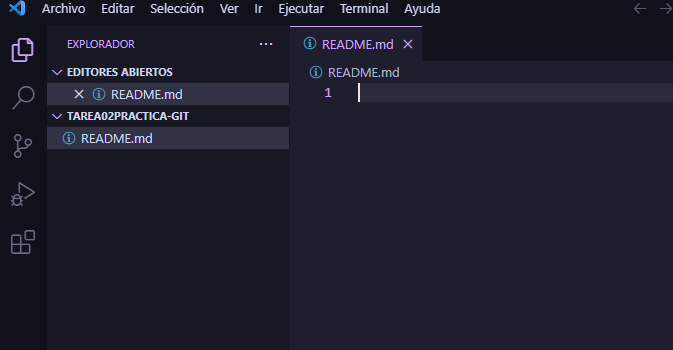 Archivo Editar Selección Ver Ir Ejecutar Terminal Ayuda
EXPLORADOR
EDITORES ABIERTOS
README.md
TAREA02PRACTICA-GIT
README.md
README.md
README.md
1